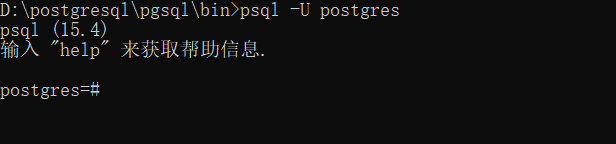 D:\postgresql\pgsql\bin>psql -U postgres
psql (15.4)
输入 "help" 来获取帮助信息.
postgres=#